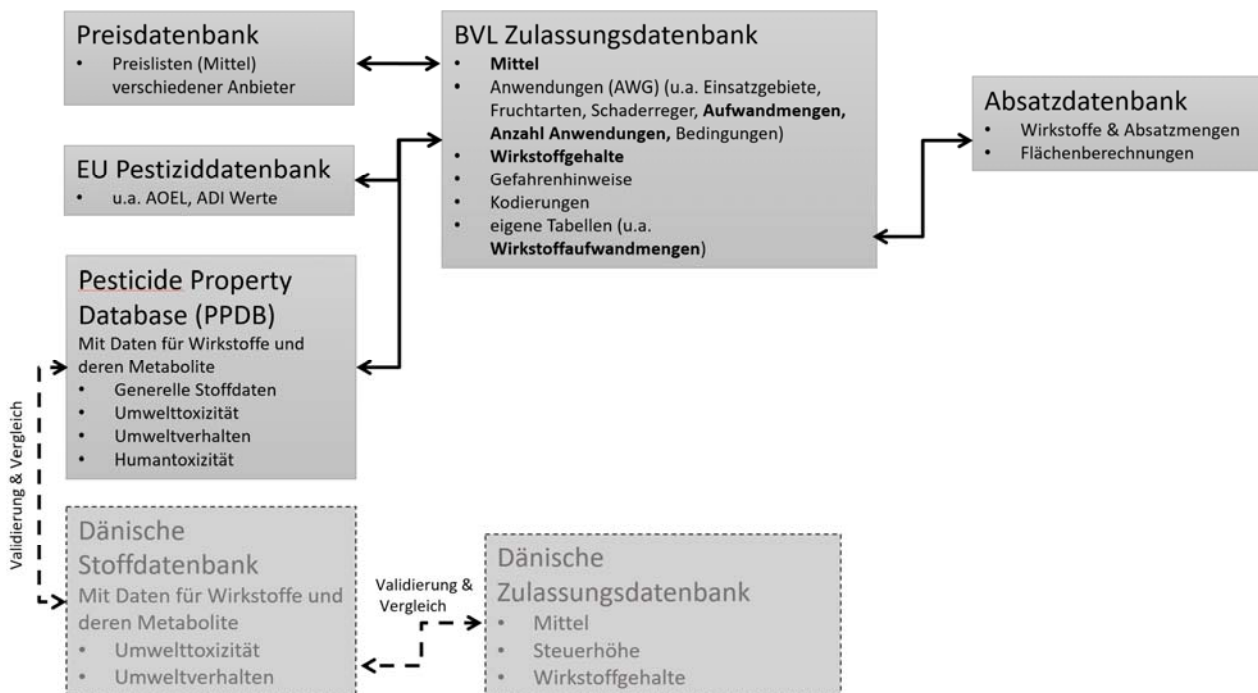 Preisdatenbank
• Preislisten (Mittel)
verschiedener Anbieter
EU Pestiziddatenbank
• u.a. AOEL, ADI Werte
Pesticide Property
Database (PPDB)
Mit Daten für Wirkstoffe und
deren Metabolite
• Generelle Stoffdaten
• Umwelttoxizität
• Umweltverhalten
• Humantoxizität
BVL Zulassungsdatenbank
• Mittel
• Anwendungen (AWG) (u.a. Einsatzgebiete,
Fruchtarten, Schaderreger, Aufwandmengen,
Anzahl Anwendungen, Bedingungen)
• Wirkstoffgehalte
• Gefahrenhinweise
• Kodierungen
• eigene Tabellen (u.a.
Wirkstoffaufwandmengen)
Absatzdatenbank
• Wirkstoffe & Absatzmengen
• Flächenberechnungen
Validierung & Vergleich
Dänische
Stoffdatenbank
Mit Daten für Wirkstoffe und
deren Metabolite
• Umwelttoxizität
• Umweltverhalten
Validierung &
Vergleich
Dänische
Zulassungsdatenbank
• Mittel
• Steuerhöhe
• Wirkstoffgehalte